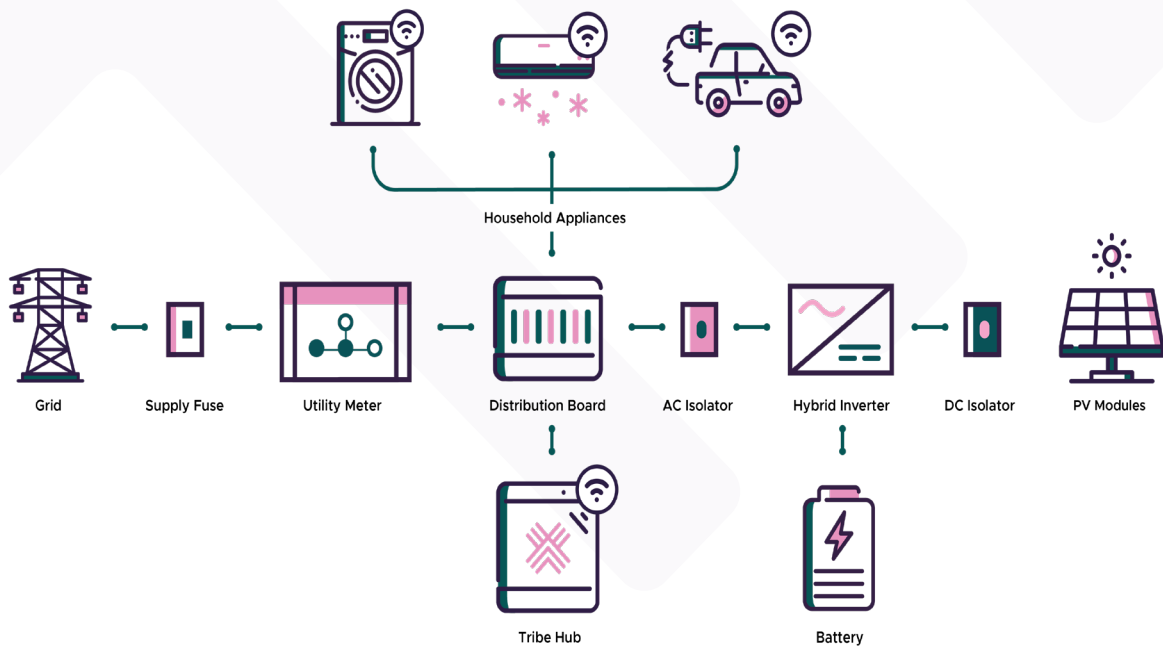 Household Appliances
Grid
Supply Fuse
Utility Meter
Distribution Board
AC Isolator
Hybrid Inverter
DC Isolator
PV Modules
Tribe Hub
Battery